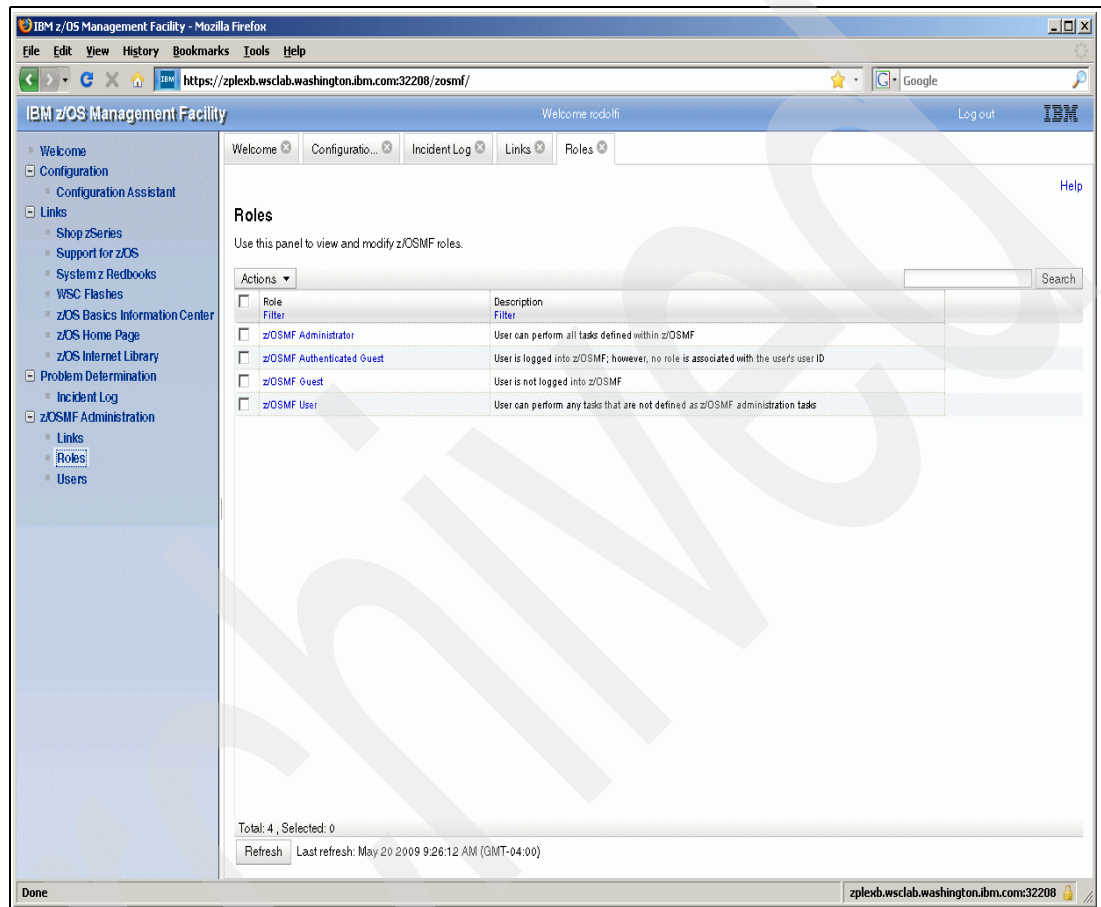 IBM z/OS Management Facility - Mozilla Firefox
File Edit View History Bookmarks Tools Help
https://zplexb.wsclab.washington.ibm.com:32208/zosmf/
G Google
IBM z/OS Management Facility
Welcome rodolfi
Log out
IBM
Welcome
Configuration
Configuration Assistant
Links
Shop zSeries
Support for z/OS
System z Redbooks
WSC Flashes
z/OS Basics Information Center
z/OS Home Page
z/OS Internet Library
Problem Determination
Incident Log
z/OSMF Administration
Links
Roles
Users
Welcome Configuratio... Incident Log Links Roles
Help
Roles
Use this panel to view and modify z/OSMF roles.
Actions Search
Role Description
Filter Filter
z/OSMF Administrator User can perform all tasks defined within z/OSMF
z/OSMF Authenticated Guest User is logged into z/OSMF; however, no role is associated with the user's user ID
z/OSMF Guest User is not logged into z/OSMF
z/OSMF User User can perform any tasks that are not defined as z/OSMF administration tasks
Total: 4 , Selected: 0
Refresh Last refresh: May 20 2009 9:26:12 AM (GMT-04:00)
Done
zplexb.wsclab.washington.ibm.com:32208